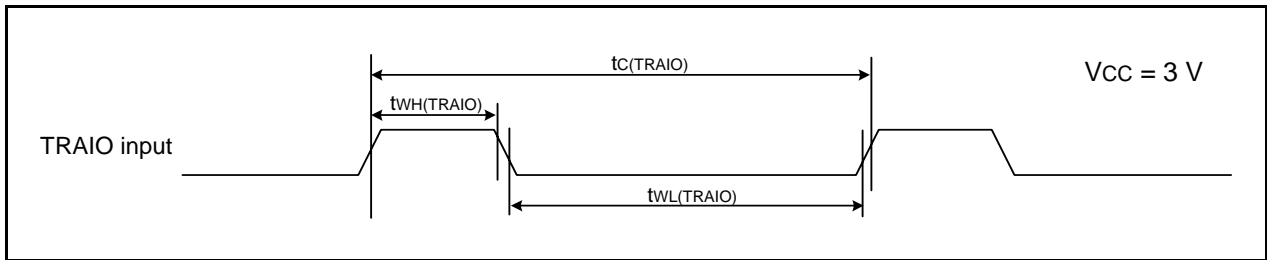 tC(TRAIO)
VCC = 3 V
tWH(TRAIO)
TRAIO input
tWL(TRAIO)